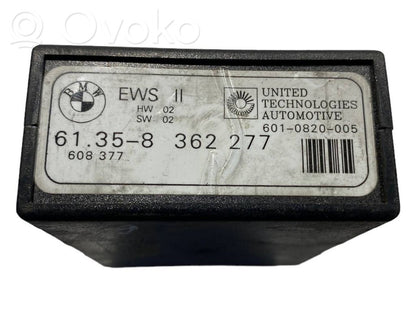 Ovoko
BMW
EWS II
HW 02
SW 02
UNITED
TECHNOLOGIES
AUTOMOTIVE
601-0820-005
61.35-8 362 277
608 377